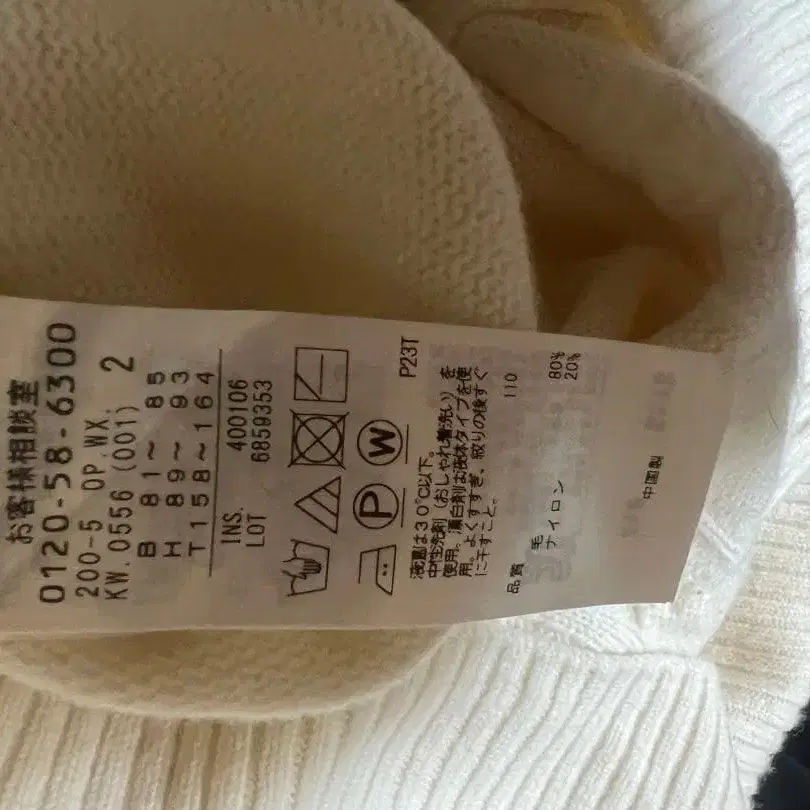 お客様相談室
0120-58-6300
200-5 OP.WX.
KW.0556 (001) 2
B 81～ 85
H 89～ 93
T158～164
INS. 400106
LOT 6859353
P W
P23T
液温は30℃以下。
中性洗剤（おしゃれ着洗い）を
使用。漂白剤は液体タイプを使
用。よくすすぎ、絞りの後すぐ
に干すこと。
110
品質 毛 80%
ナイロン 20%
中国製